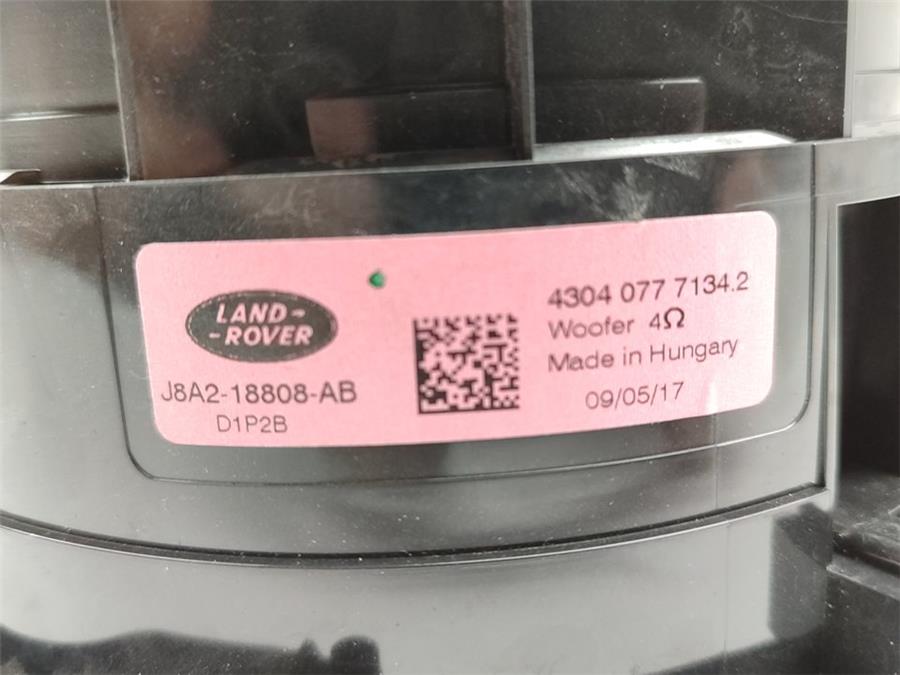 LAND-
-ROVER
J8A2-18808-AB
D1P2B
4304 077 7134.2
Woofer 4Ω
Made in Hungary
09/05/17